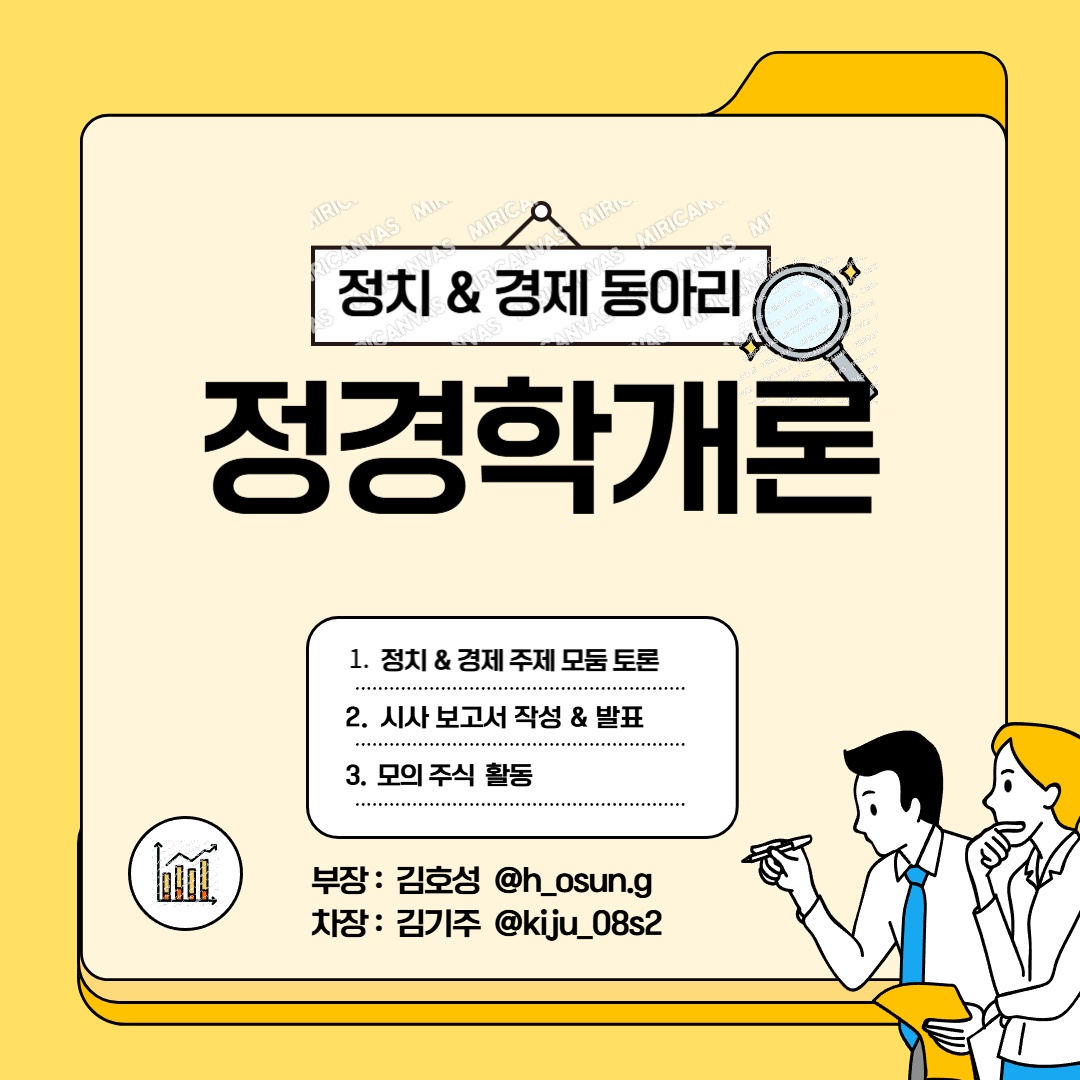 정치 & 경제 동아리
정경학개론
1. 정치 & 경제 주제 모둠 토론
2. 시사 보고서 작성 & 발표
3. 모의 주식 활동
부장 : 김호성 @h_osun.g
차장 : 김기주 @kiju_08s2
MIRICANVAS